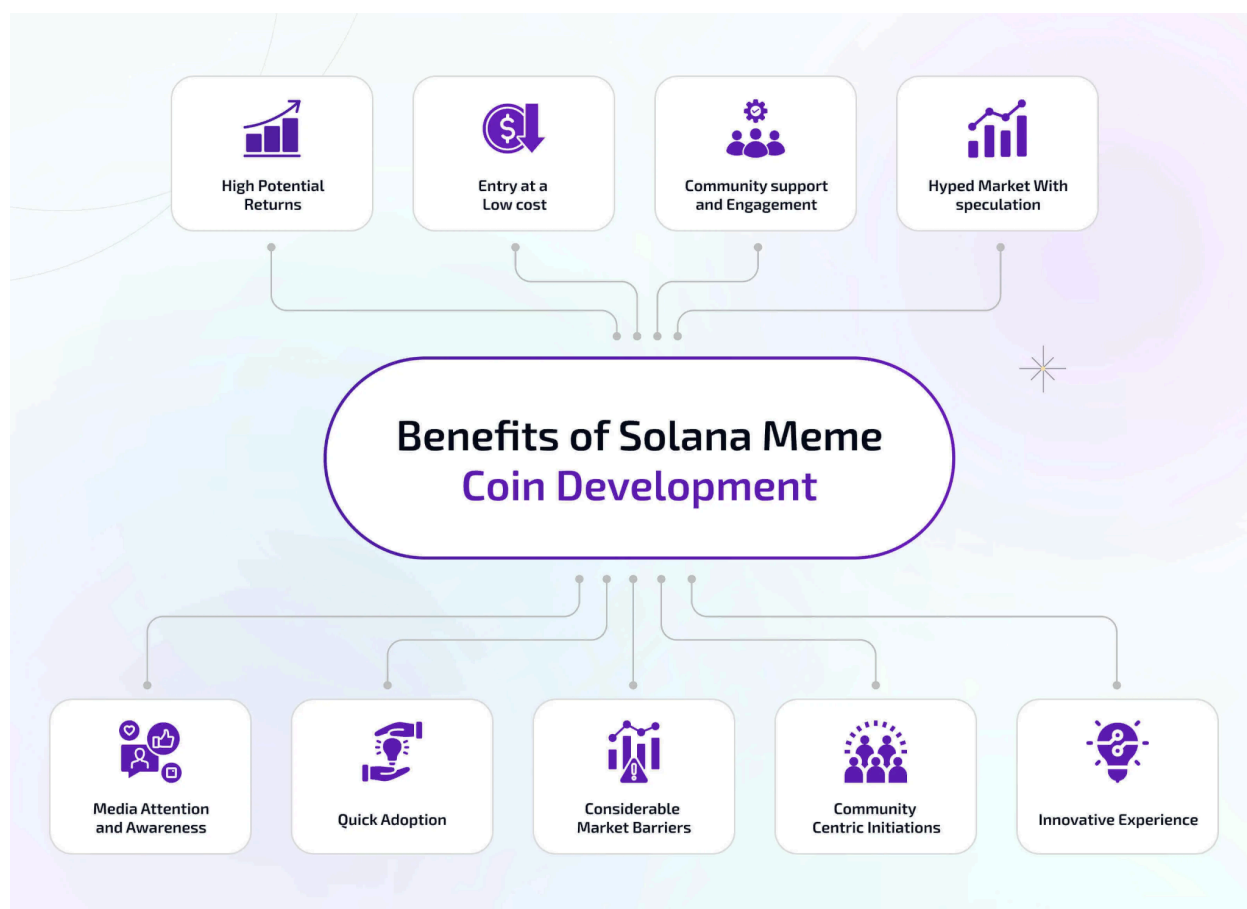 High Potential
Returns
Entry at a
Low cost
Community support
and Engagement
Hyped Market With
speculation
Benefits of Solana Meme
Coin Development
Media Attention
and Awareness
Quick Adoption
Considerable
Market Barriers
Community
Centric Initiations
Innovative Experience